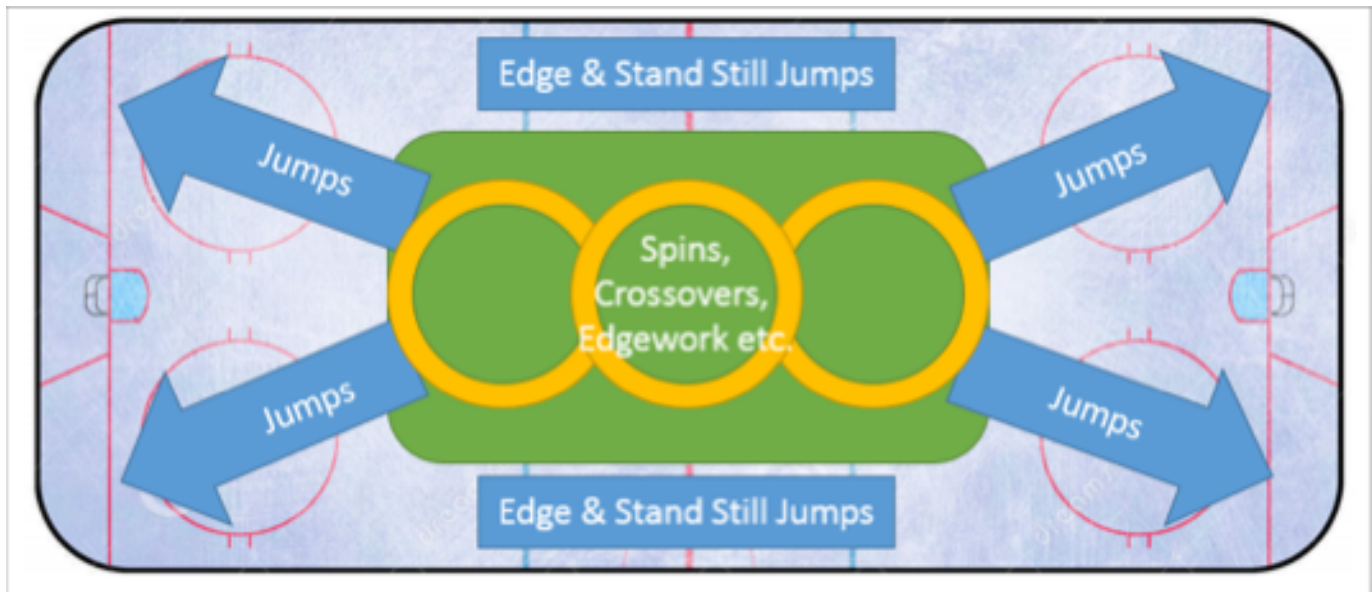 Edge & Stand Still Jumps
Jumps
Jumps
Spins,
Crossovers,
Edgework etc.
Jumps
Jumps
Edge & Stand Still Jumps